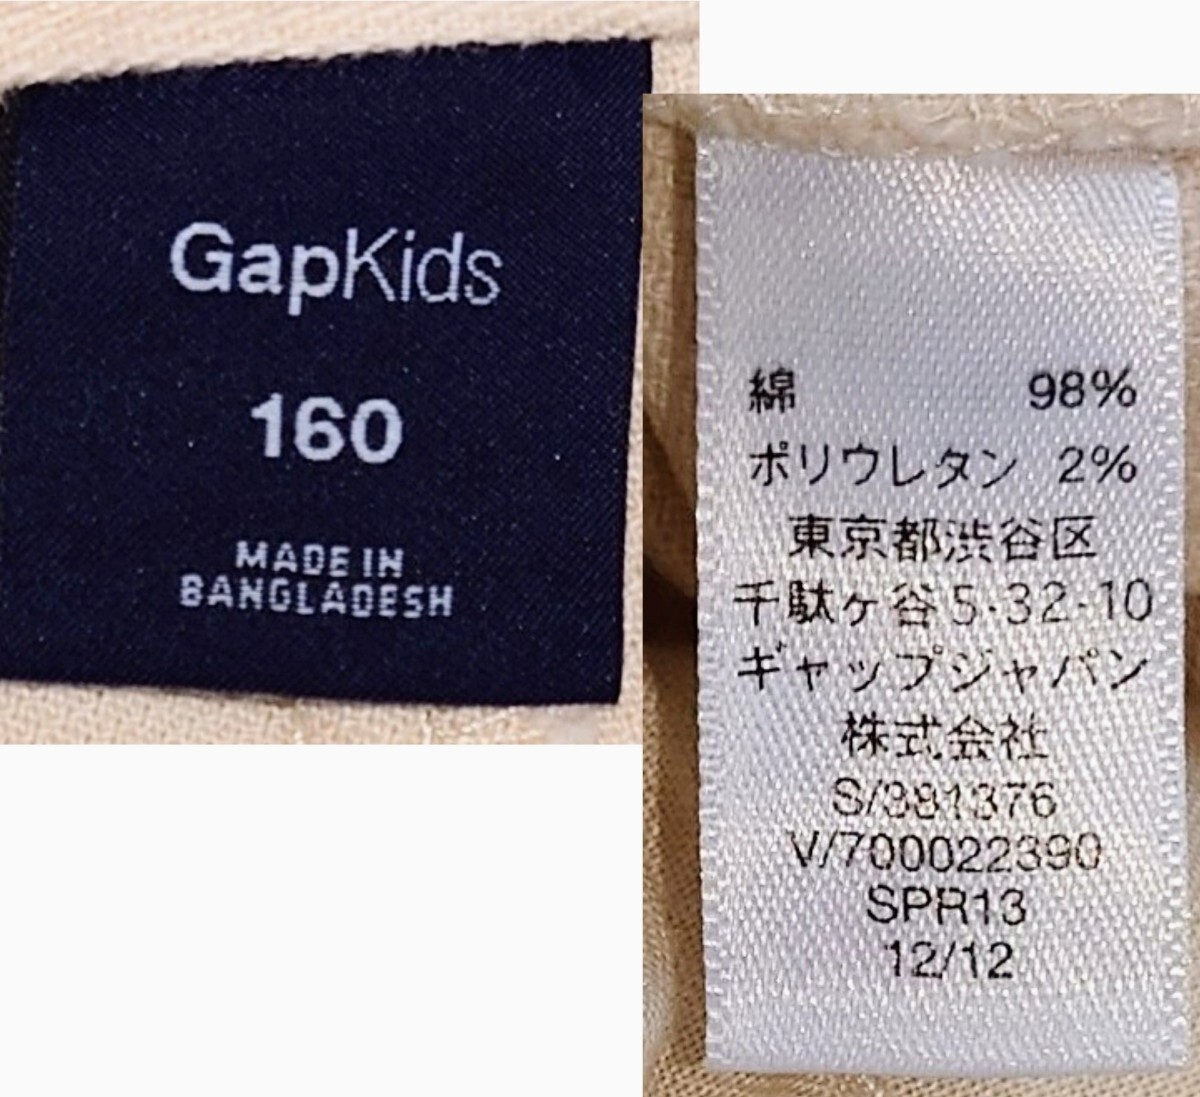 GapKids
160
MADE IN
BANGLADESH
綿 98%
ポリウレタン 2%
東京都渋谷区
千駄ヶ谷5-32-10
ギャップジャパン
株式会社
S/381376
V/700022390
SPR13
12/12